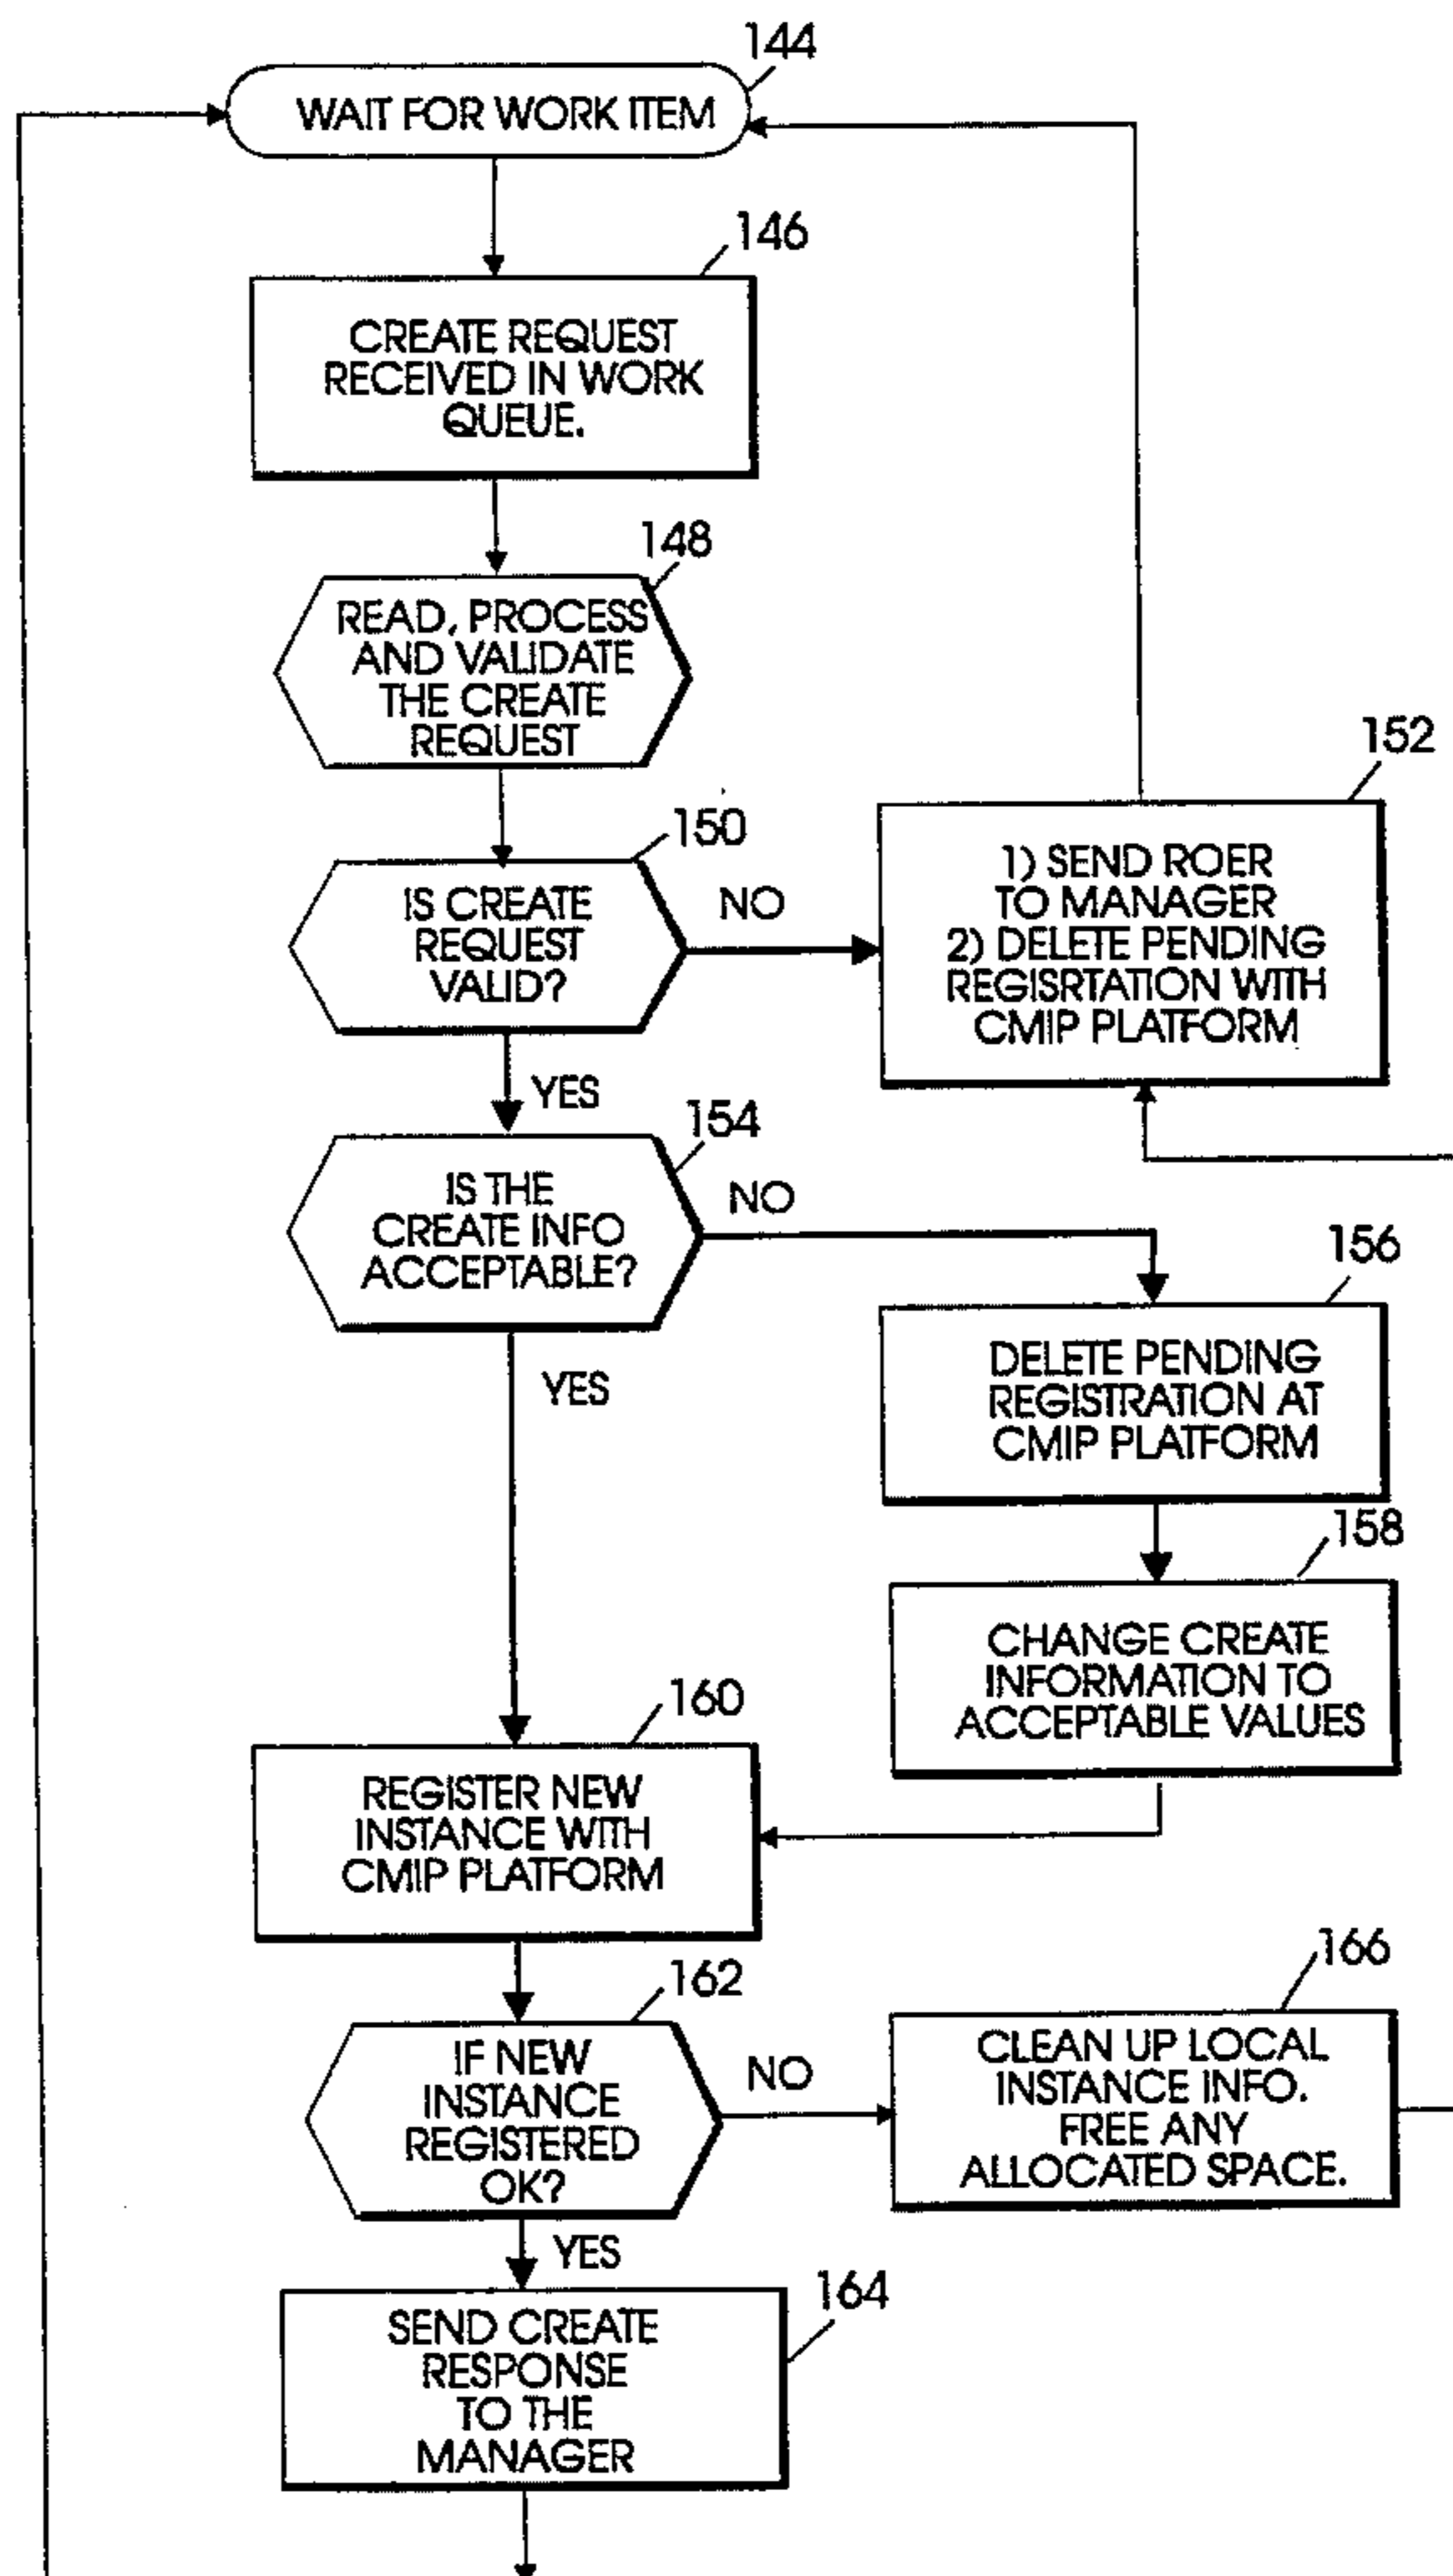 144
WAIT FOR WORK ITEM
146
CREATE REQUEST
RECEIVED IN WORK
QUEUE.
148
READ, PROCESS
AND VALIDATE
THE CREATE
REQUEST
150
IS CREATE
REQUEST
VALID?
NO
152
1) SEND ROER
TO MANAGER
2) DELETE PENDING
REGISRTATION WITH
CMIP PLATFORM
YES
154
IS THE
CREATE INFO
ACCEPTABLE?
NO
156
DELETE PENDING
REGISTRATION AT
CMIP PLATFORM
YES
158
CHANGE CREATE
INFORMATION TO
ACCEPTABLE VALUES
160
REGISTER NEW
INSTANCE WITH
CMIP PLATFORM
162
IF NEW
INSTANCE
REGISTERED
OK?
NO
166
CLEAN UP LOCAL
INSTANCE INFO.
FREE ANY
ALLOCATED SPACE.
YES
164
SEND CREATE
RESPONSE
TO THE
MANAGER